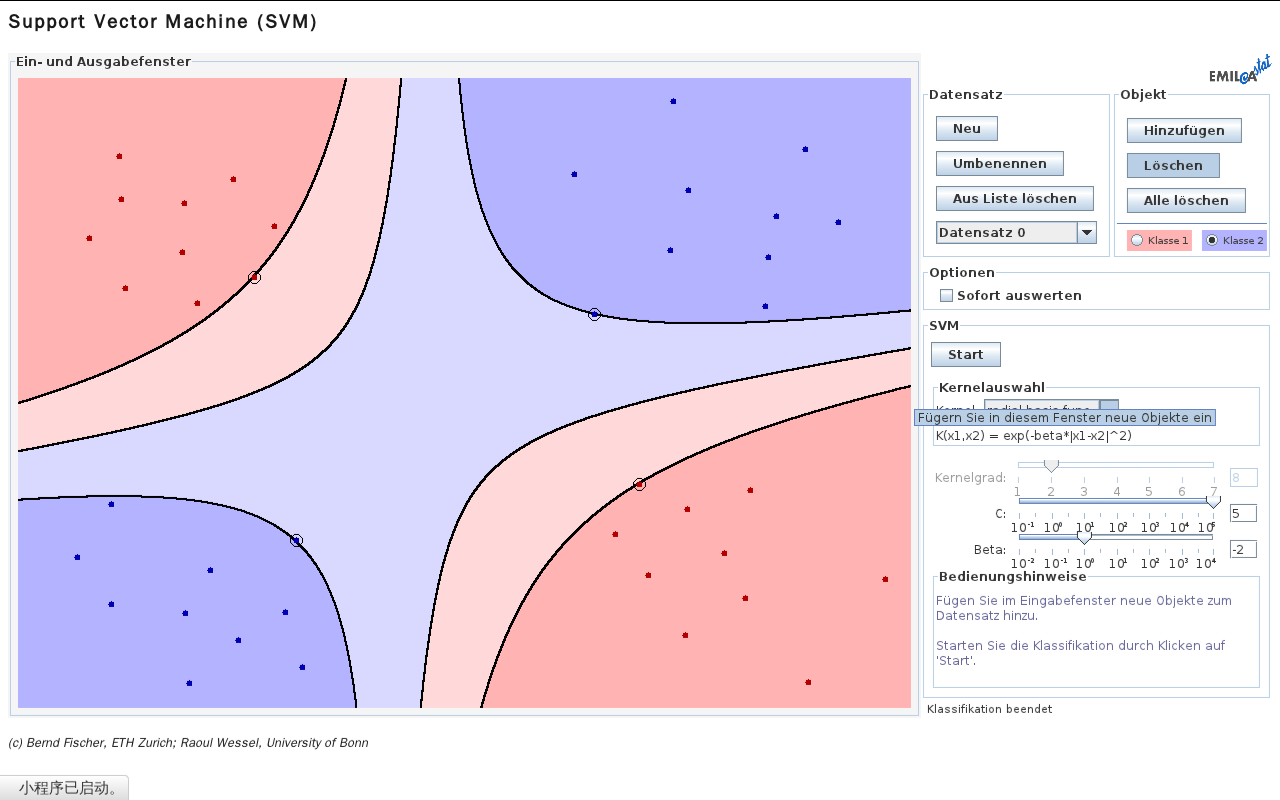 Support Vector Machine (SVM)
Ein- und Ausgabefenster
EMILeA stat
Datensatz
Objekt
Neu
Hinzufügen
Umbenennen
Löschen
Aus Liste löschen
Alle löschen
Datensatz 0
Klasse 1
Klasse 2
Optionen
Sofort auswerten
SVM
Start
Kernelauswahl
Fügern Sie in diesem Fenster neue Objekte ein
K(x1,x2) = exp(-beta*|x1-x2|^2)
Kernelgrad:
8
1 2 3 4 5 6 7
C:
5
10^-1 10^0 10^1 10^2 10^3 10^4 10^5
Beta:
-2
10^-2 10^-1 10^0 10^1 10^2 10^3 10^4
Bedienungshinweise
Fügen Sie im Eingabefenster neue Objekte zum
Datensatz hinzu.
Starten Sie die Klassifikation durch Klicken auf
'Start'.
Klassifikation beendet
(c) Bernd Fischer, ETH Zurich; Raoul Wessel, University of Bonn
小程序已启动。